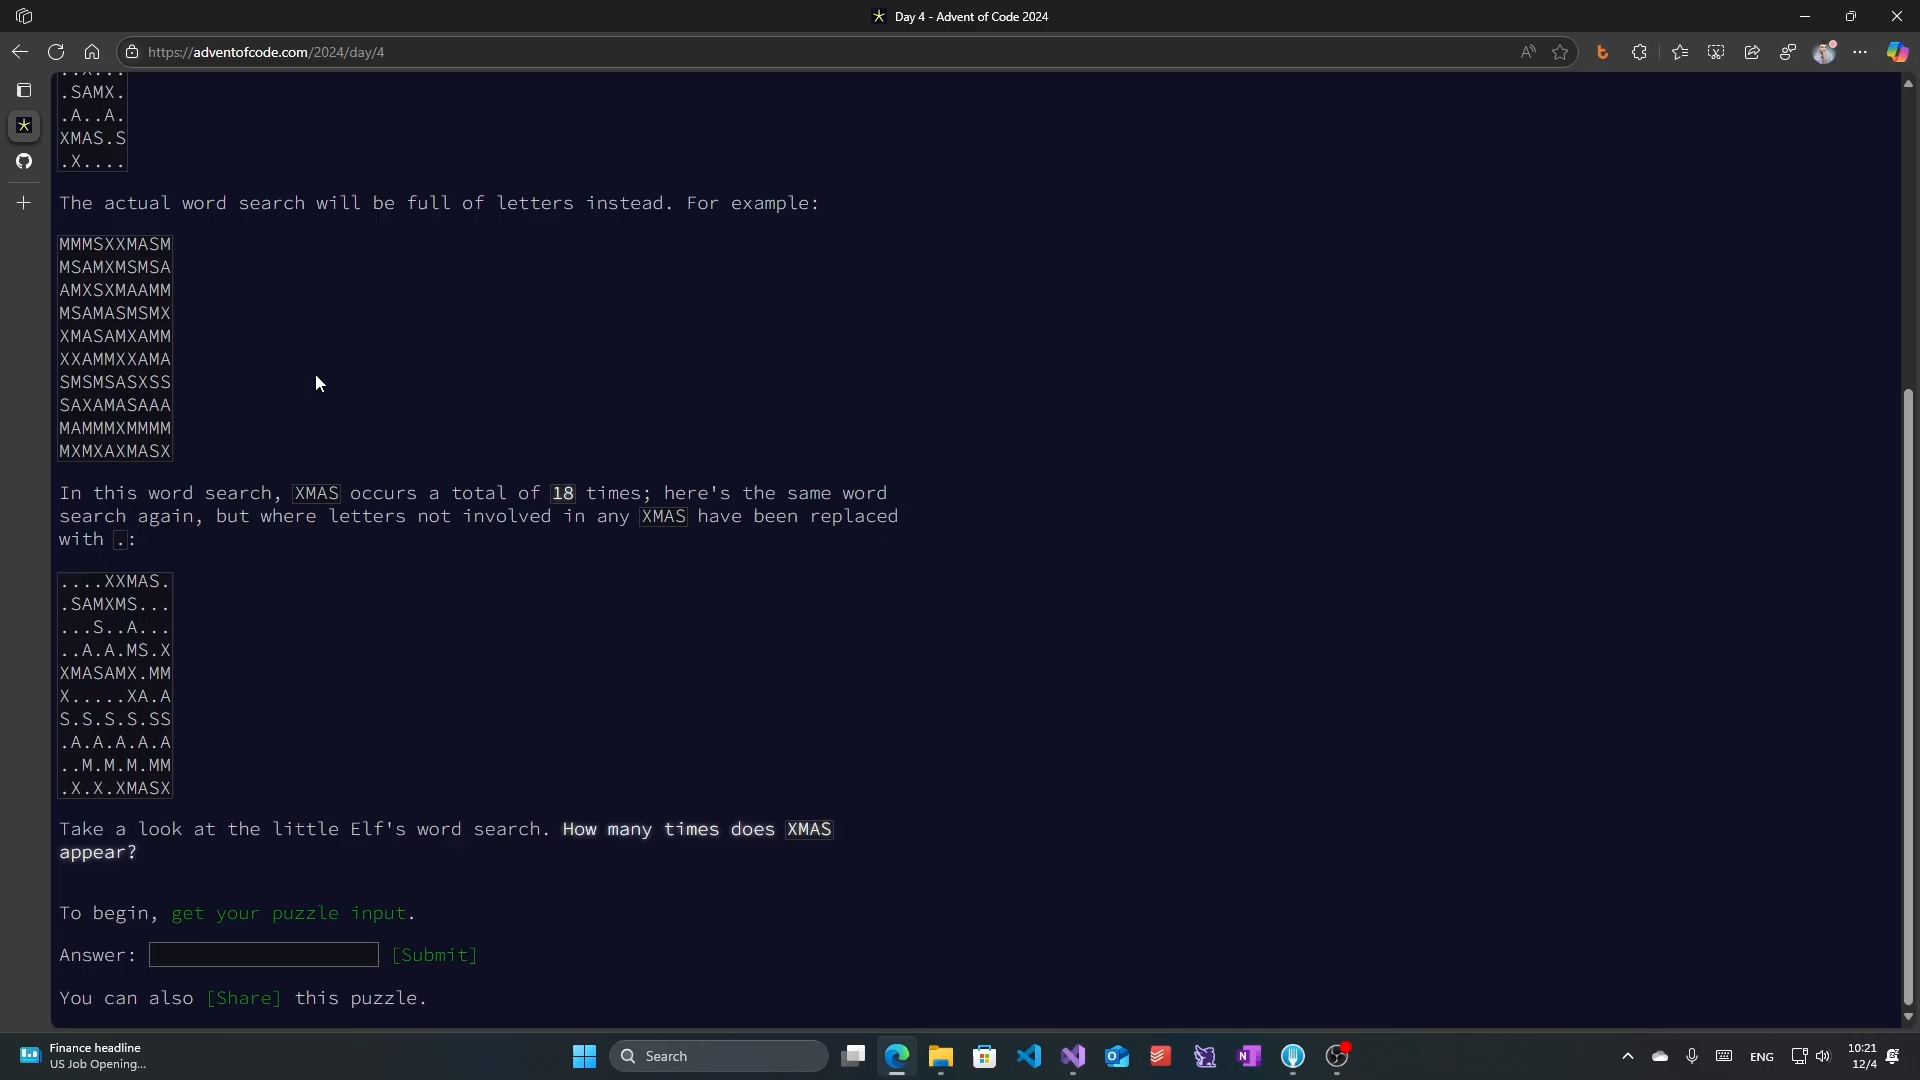 Day 4 - Advent of Code 2024
https://adventofcode.com/2024/day/4
.SAMX.
.A..A.
XMAS.S
.X....
The actual word search will be full of letters instead. For example:
MMMSXXMASM
MSAMXMSMSA
AMXSXMAAMM
MSAMASMSMX
XMASAMXAMM
XXAMMXXAMA
SMSMSASXSS
SAXAMASAAA
MAMMMXMMMM
MXMXAXMASX
In this word search, XMAS occurs a total of 18 times; here's the same word
search again, but where letters not involved in any XMAS have been replaced
with .:
....XXMAS.
.SAMXMS...
...S..A...
..A.A.MS.X
XMASAMX.MM
X.....XA.A
S.S.S.S.SS
.A.A.A.A.A
..M.M.M.MM
.X.X.XMASX
Take a look at the little Elf's word search. How many times does XMAS
appear?
To begin, get your puzzle input.
Answer: [Submit]
You can also [Share] this puzzle.
Finance headline
US Job Opening...
Search
ENG
10:21
12/4